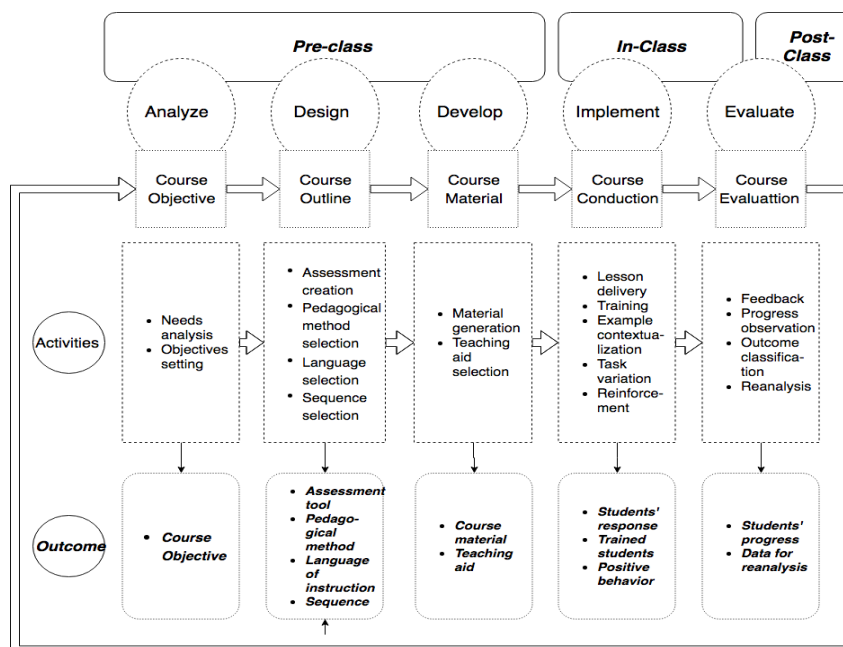 Pre-class
In-Class
Post-
Class
Analyze
Design
Develop
Implement
Evaluate
Course
Objective
Course
Outline
Course
Material
Course
Conduction
Course
Evaluattion
Activities
• Needs
analysis
• Objectives
setting
• Assessment
creation
• Pedagogical
method
selection
• Language
selection
• Sequence
selection
• Material
generation
• Teaching
aid
selection
• Lesson
delivery
• Training
• Example
contextua-
lization
• Task
variation
• Reinforce-
ment
• Feedback
• Progress
observation
• Outcome
classifica-
tion
• Reanalysis
Outcome
• Course
Objective
• Assessment
tool
• Pedago-
gical
method
• Language
of
instruction
• Sequence
• Course
material
• Teaching
aid
• Students'
response
• Trained
students
• Positive
behavior
• Students'
progress
• Data for
reanalysis